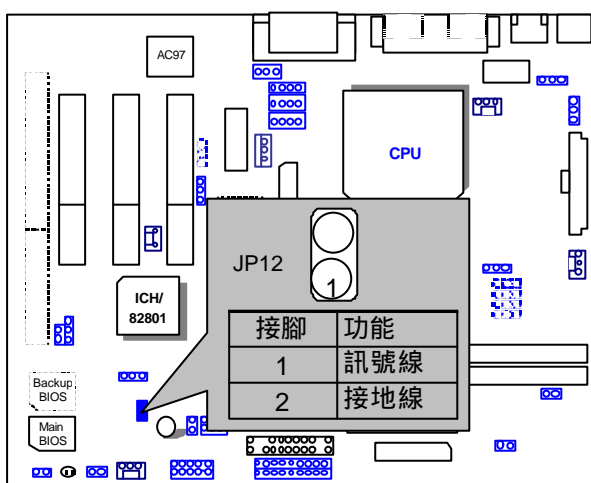 AC97
CPU
JP12
1
ICH/
82801
接腳 功能
1 訊號線
2 接地線
Backup
BIOS
Main
BIOS